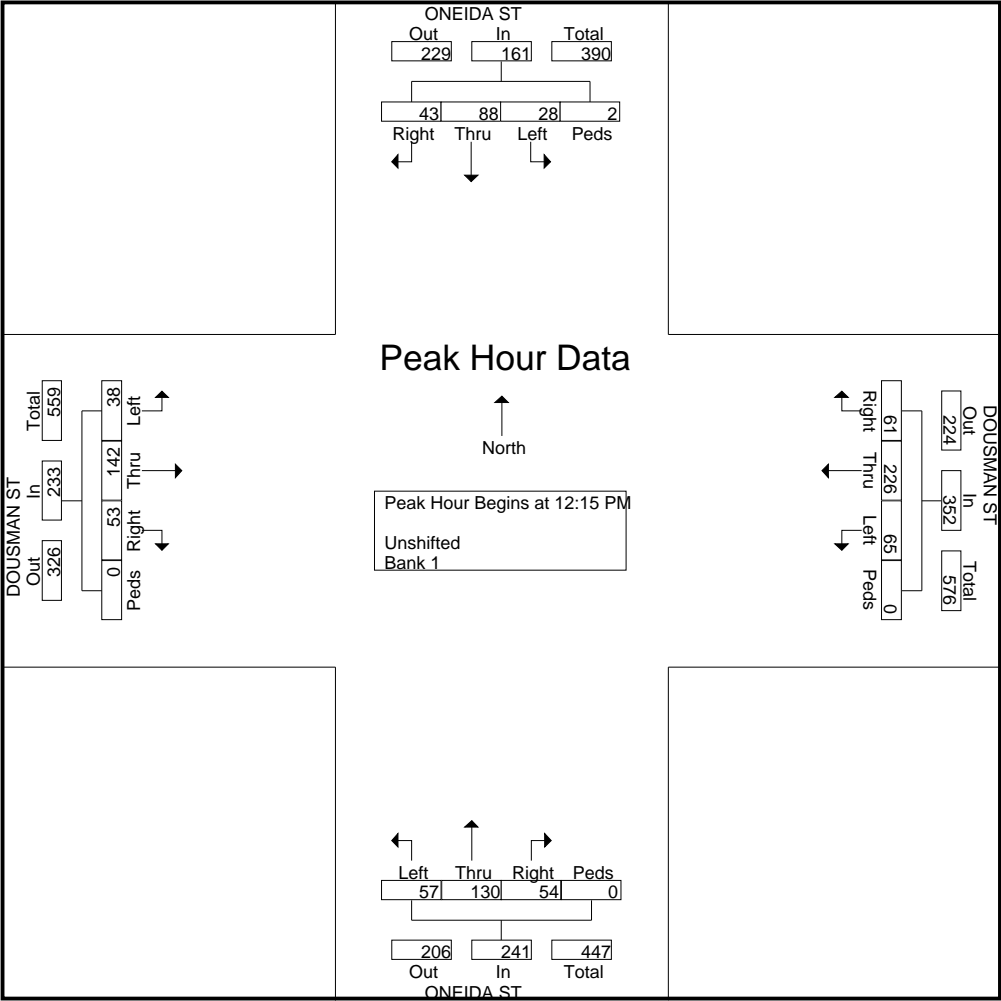 ONEIDA ST
Out In Total
229 161 390
43 88 28 2
Right Thru Left Peds
Peak Hour Data
North
Peak Hour Begins at 12:15 PM
Unshifted
Bank 1
DOUSMAN ST
Total In Out
559 233 326
38 142 53 0
Left Thru Right Peds
DOUSMAN ST
Out In Total
224 352 576
61 226 65 0
Right Thru Left Peds
Left Thru Right Peds
57 130 54 0
206 241 447
Out In Total
ONEIDA ST